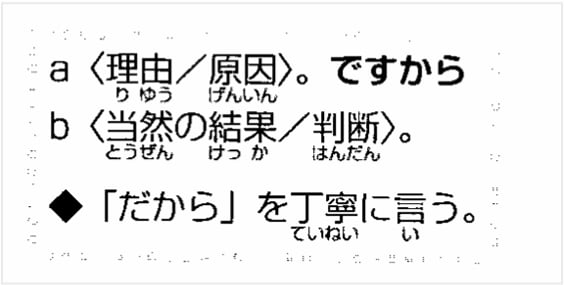 a〈理由／原因〉。ですから
り ゆう げんいん
b〈当然の結果／判断〉。
とうぜん けっ か はんだん
◆「だから」を丁寧に言う。
ていねい い